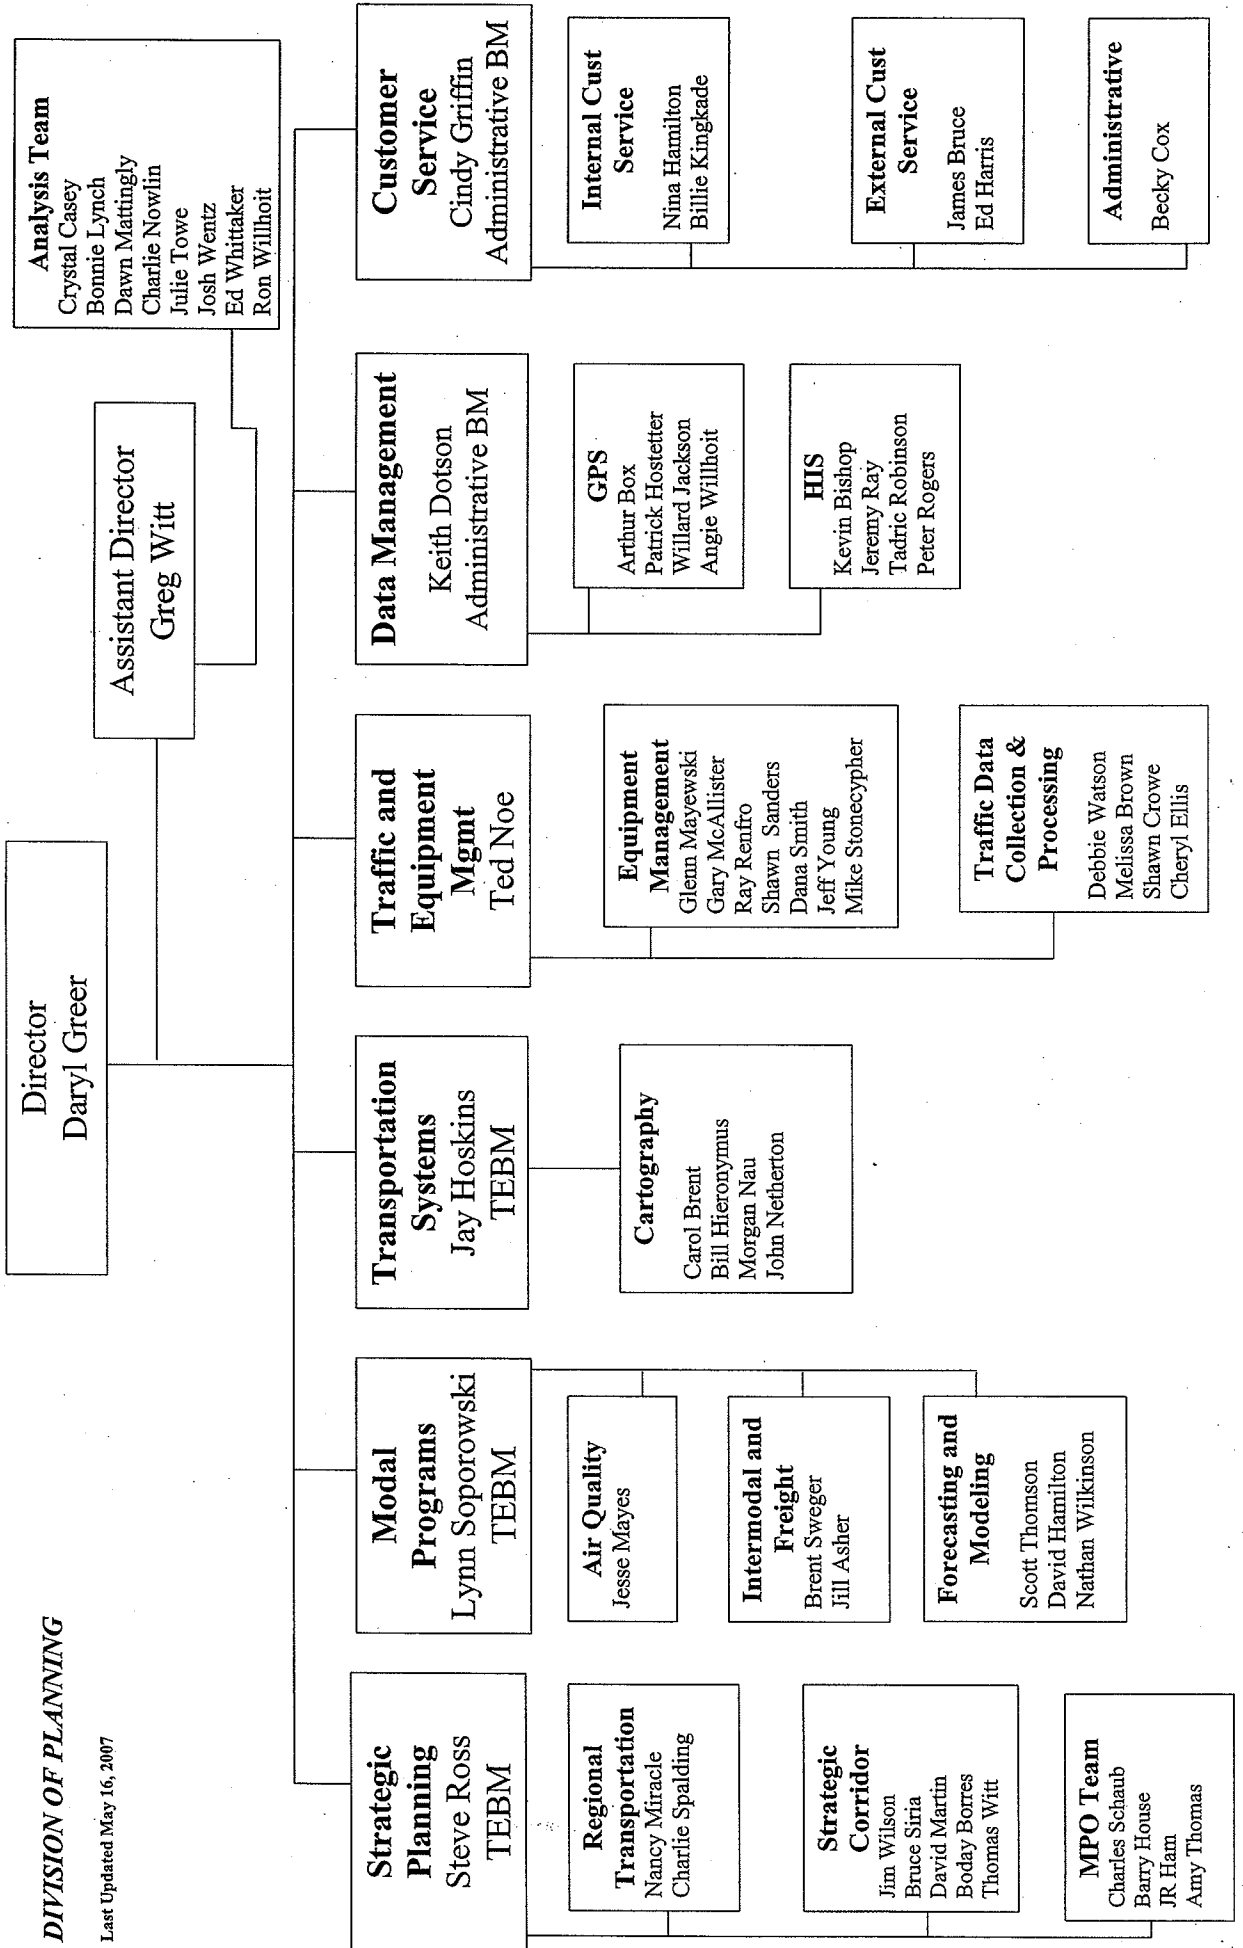 DIVISION OF PLANNING
Last Updated May 16, 2007
Director
Daryl Greer
Assistant Director
Greg Witt
Analysis Team
Crystal Casey
Bonnie Lynch
Dawn Mattingly
Charlie Nowlin
Julie Towe
Josh Wentz
Ed Whittaker
Ron Willhoit
Strategic
Planning
Steve Ross
TEBM
Regional
Transportation
Nancy Miracle
Charlie Spalding
Strategic
Corridor
Jim Wilson
Bruce Siria
David Martin
Boday Borres
Thomas Witt
MPO Team
Charles Schaub
Barry House
JR Ham
Amy Thomas
Modal
Programs
Lynn Soporowski
TEBM
Air Quality
Jesse Mayes
Intermodal and
Freight
Brent Sweger
Jill Asher
Forecasting and
Modeling
Scott Thomson
David Hamilton
Nathan Wilkinson
Transportation
Systems
Jay Hoskins
TEBM
Cartography
Carol Brent
Bill Hieronymus
Morgan Nau
John Netherton
Traffic and
Equipment
Mgmt
Ted Noe
Equipment
Management
Glenn Mayewski
Gary McAllister
Ray Renfro
Shawn Sanders
Dana Smith
Jeff Young
Mike Stonecypher
Traffic Data
Collection &
Processing
Debbie Watson
Melissa Brown
Shawn Crowe
Cheryl Ellis
Data Management
Keith Dotson
Administrative BM
GPS
Arthur Box
Patrick Hostetter
Willard Jackson
Angie Willhoit
HIS
Kevin Bishop
Jeremy Ray
Tadric Robinson
Peter Rogers
Customer
Service
Cindy Griffin
Administrative BM
Internal Cust
Service
Nina Hamilton
Billie Kingkade
External Cust
Service
James Bruce
Ed Harris
Administrative
Becky Cox